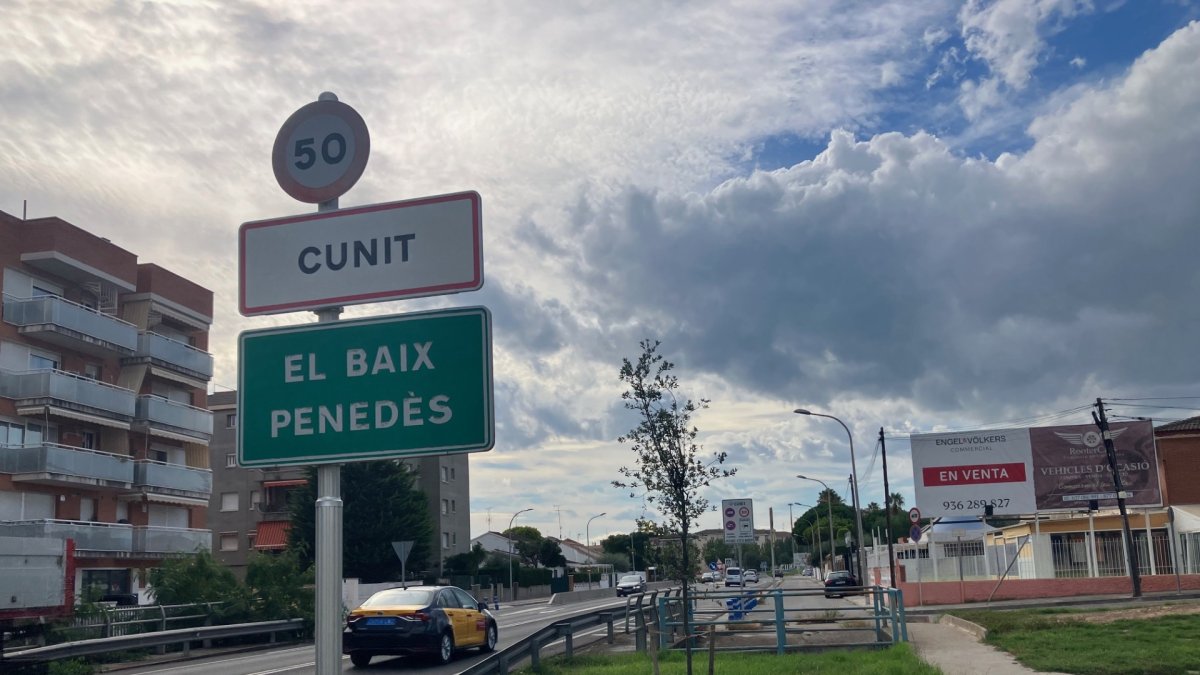 50
CUNIT
EL BAIX
PENEDÈS
ENGEL&VÖLKERS
COMMERCIAL
EN VENTA
936 289 827
VEHICLES D'OCASIÓ